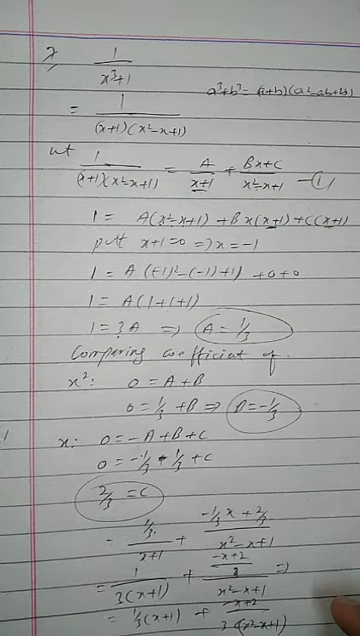 7, 1/(x³+1)
a³+b³ = (a+b)(a²-ab+b²)
= 1/((x+1)(x²-x+1))
Let 1/((x+1)(x²-x+1)) = A/(x+1) + (Bx+C)/(x²-x+1) —①
1 = A(x²-x+1) + Bx(x+1) + C(x+1)
put x+1=0 ⇒ x = -1
1 = A((-1)²-(-1)+1) + 0 + 0
1 = A(1+1+1)
1 = 3A ⇒ A = 1/3
Comparing coefficient of
x²: 0 = A+B
0 = 1/3 + B ⇒ B = -1/3
x: 0 = -A+B+C
0 = -1/3 - 1/3 + C
2/3 = C
= (1/3)/(x+1) + (-1/3 x + 2/3)/(x²-x+1)
= 1/(3(x+1)) + ((-x+2)/3)/(x²-x+1) ⇒
= 1/3(x+1) + (-x+2)/(3(x²-x+1))